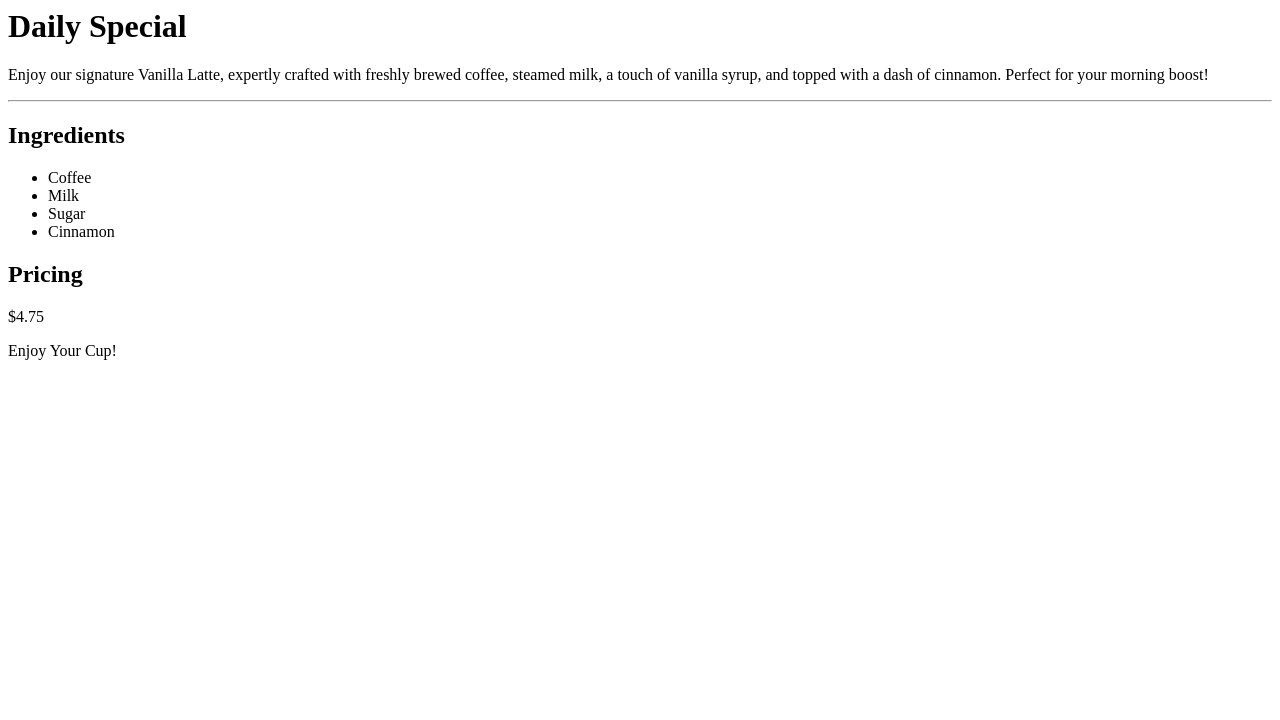 Daily Special
Enjoy our signature Vanilla Latte, expertly crafted with freshly brewed coffee, steamed milk, a touch of vanilla syrup, and topped with a dash of cinnamon. Perfect for your morning boost!
Ingredients
Coffee
Milk
Sugar
Cinnamon
Pricing
$4.75
Enjoy Your Cup!